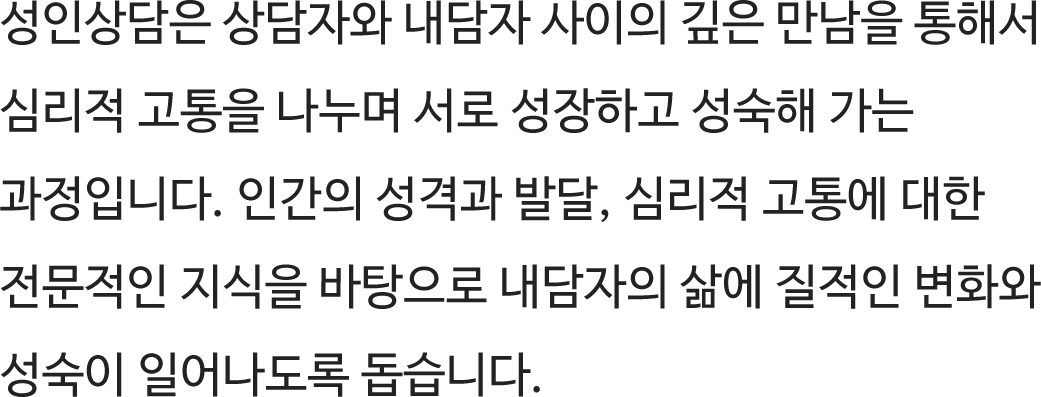 성인상담은 상담자와 내담자 사이의 깊은 만남을 통해서
심리적 고통을 나누며 서로 성장하고 성숙해 가는
과정입니다. 인간의 성격과 발달, 심리적 고통에 대한
전문적인 지식을 바탕으로 내담자의 삶에 질적인 변화와
성숙이 일어나도록 돕습니다.